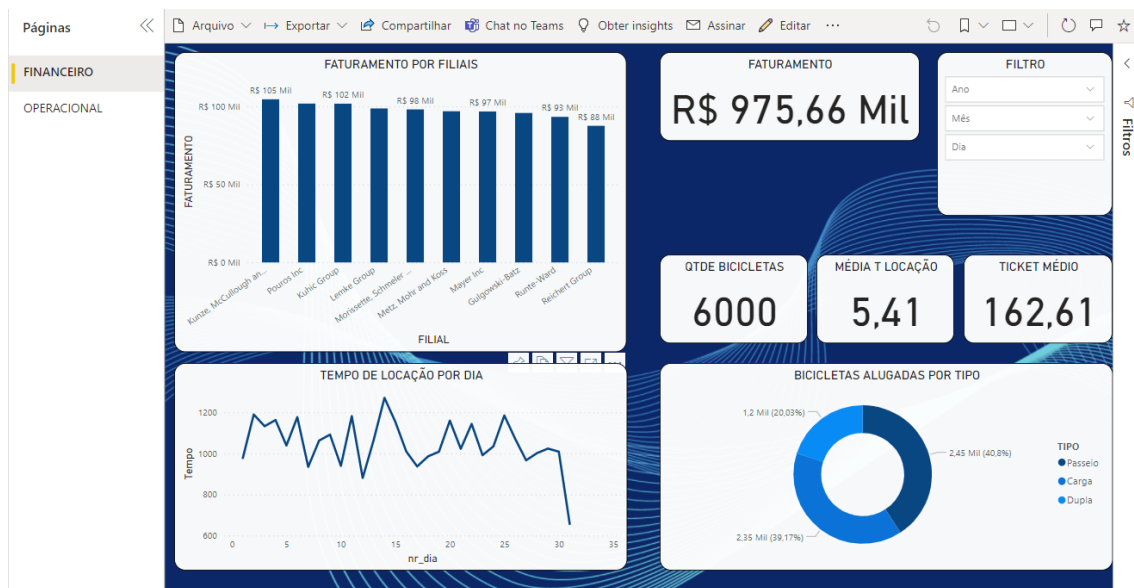 Páginas
Arquivo
Exportar
Compartilhar
Chat no Teams
Obter insights
Assinar
Editar
...
FINANCEIRO
OPERACIONAL
FATURAMENTO POR FILIAIS
R$ 105 Mil
R$ 102 Mil
R$ 98 Mil
R$ 97 Mil
R$ 93 Mil
R$ 88 Mil
R$ 100 Mil
R$ 50 Mil
R$ 0 Mil
FATURAMENTO
Kunze, McCullough an...
Pouros Inc
Kuhic Group
Lemke Group
Morissette, Schmeler ...
Metz, Mohr and Koss
Mayer Inc
Gulgowski-Batz
Runte-Ward
Reichert Group
FILIAL
FATURAMENTO
R$ 975,66 Mil
FILTRO
Ano
Mês
Dia
Filtros
QTDE BICICLETAS
6000
MÉDIA T LOCAÇÃO
5,41
TICKET MÉDIO
162,61
TEMPO DE LOCAÇÃO POR DIA
1200
1000
800
600
Tempo
0 5 10 15 20 25 30 35
nr_dia
BICICLETAS ALUGADAS POR TIPO
1,2 Mil (20,03%)
2,45 Mil (40,8%)
2,35 Mil (39,17%)
TIPO
Passeio
Carga
Dupla